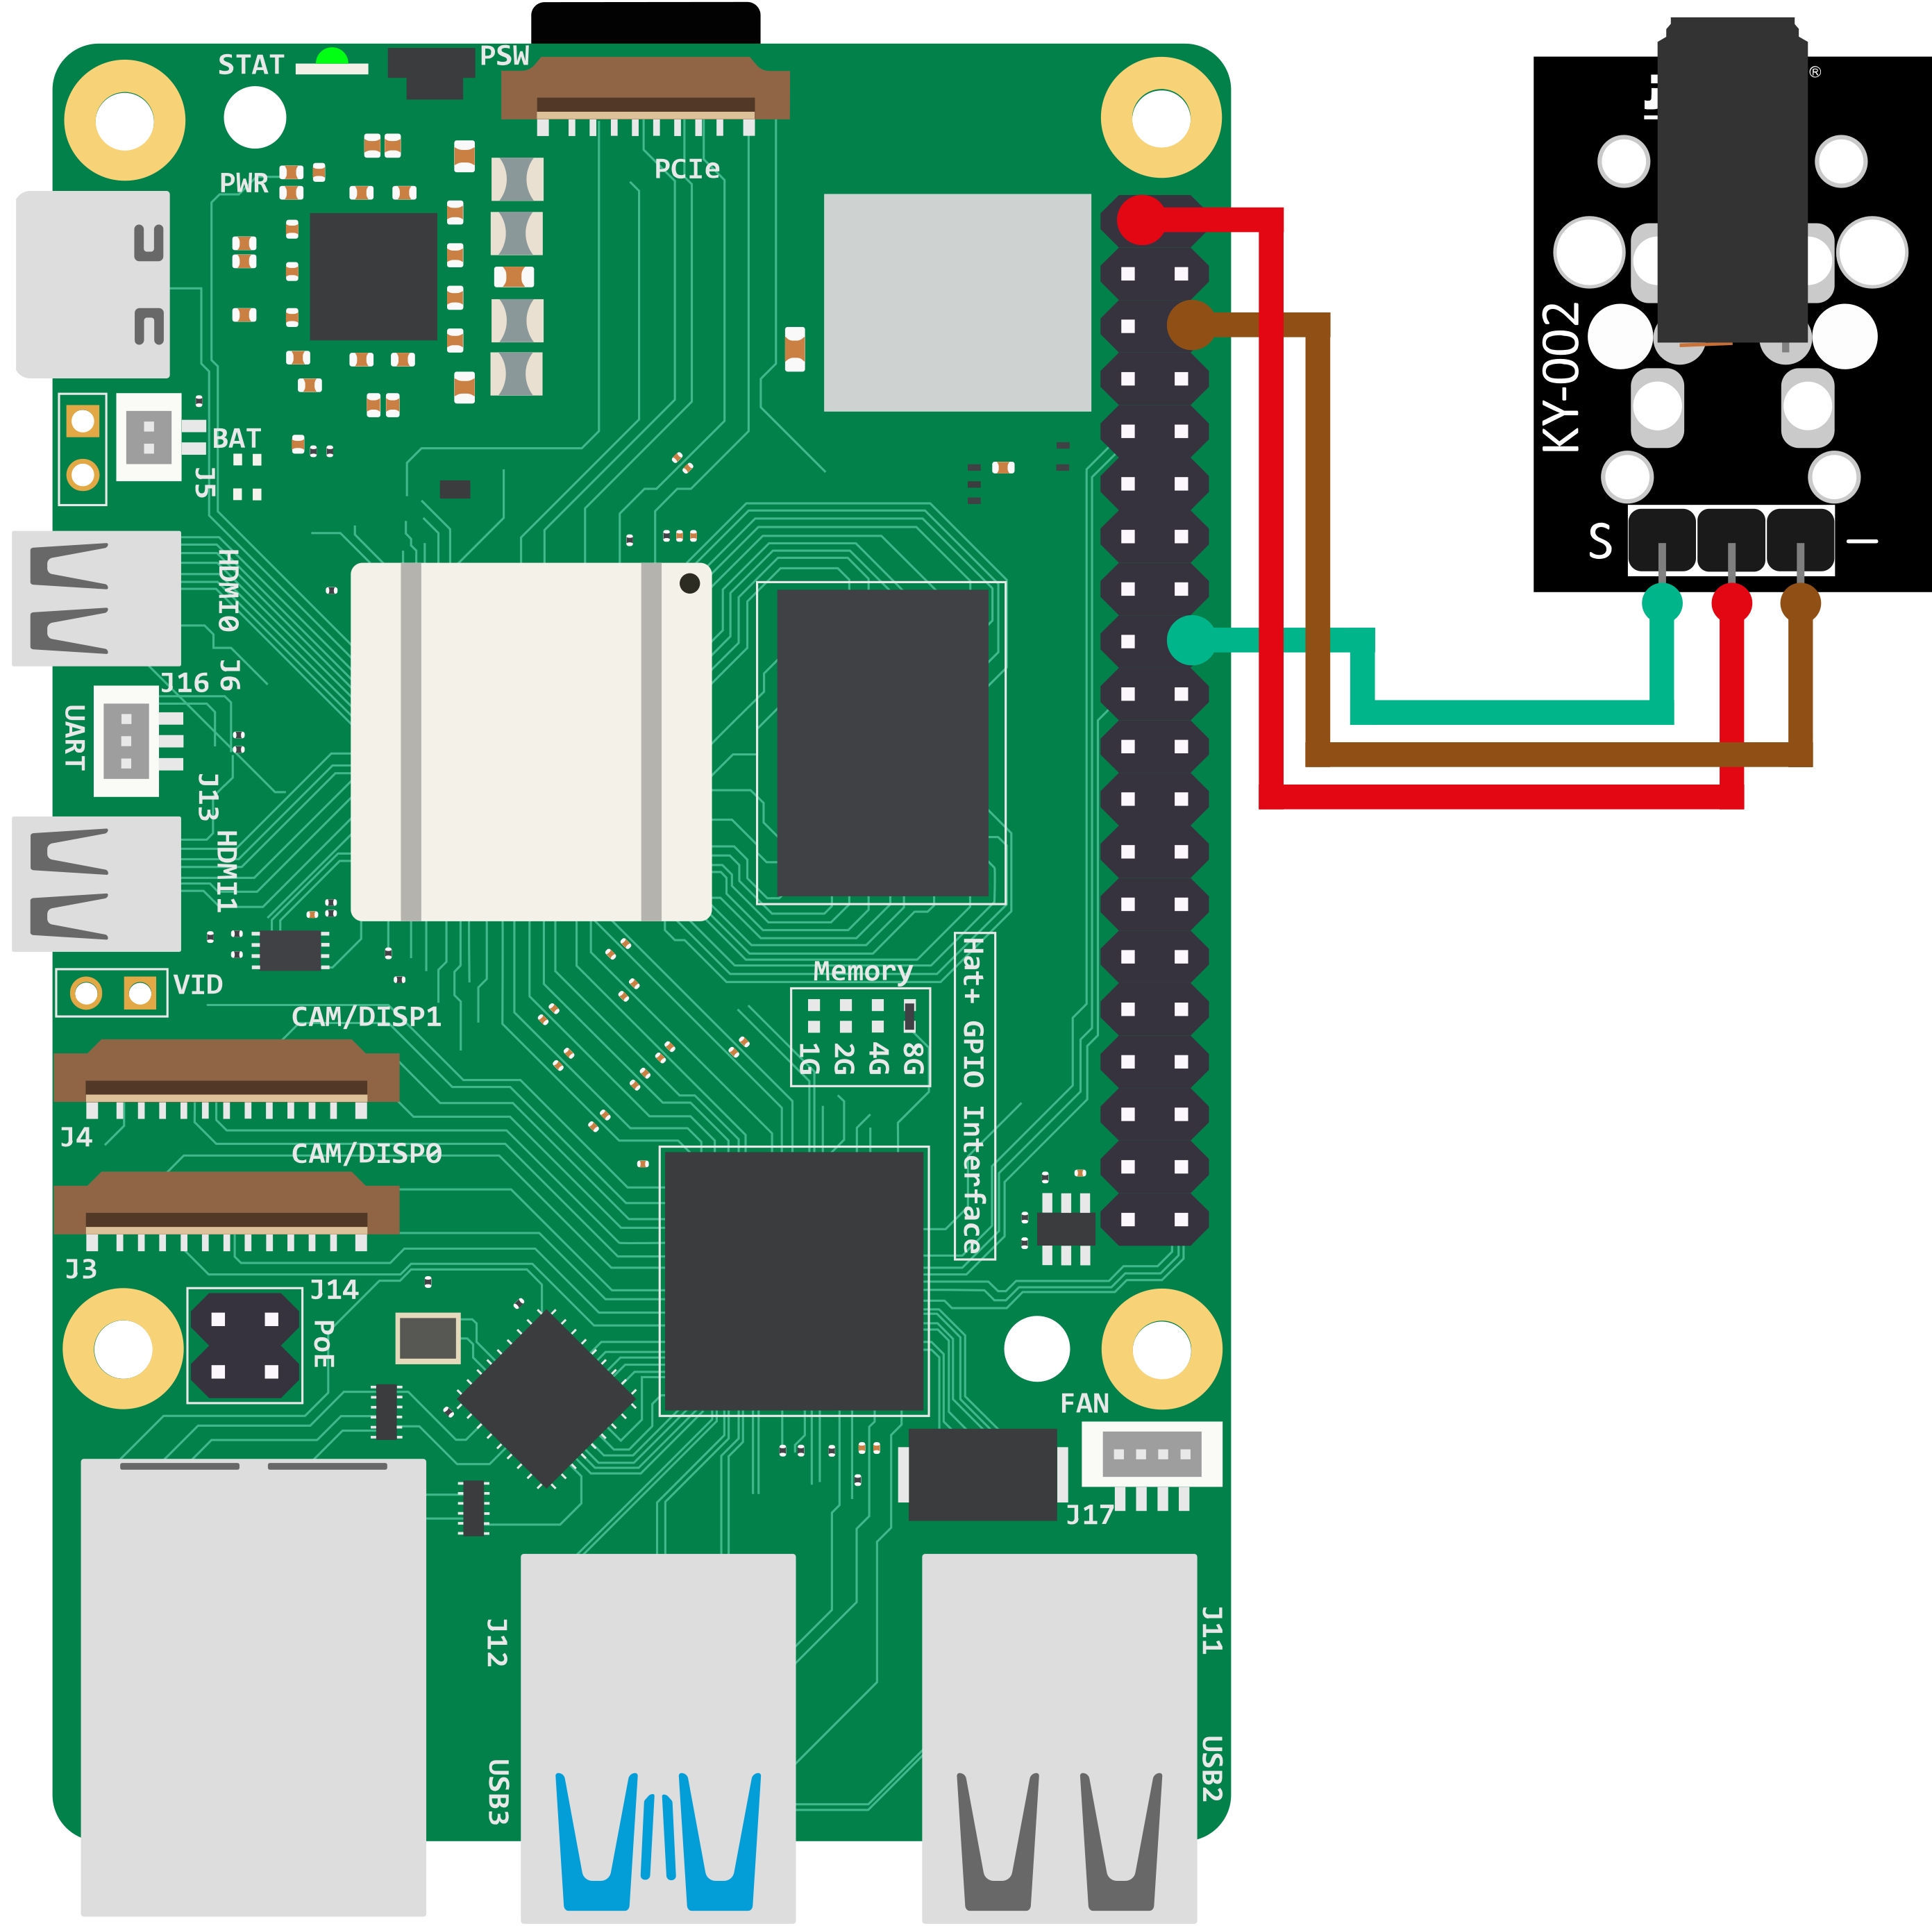 STAT
PSW
PCIe
PWR
BAT
J5
HDMI0
J6
J16
UART
J13
HDMI1
VID
CAM/DISP1
J4
CAM/DISP0
J3
J14
PoE
Memory
1G
2G
4G
8G
Hat+ GPIO Interface
FAN
J17
J12
USB3
J11
USB2
®
KY-002
S
—